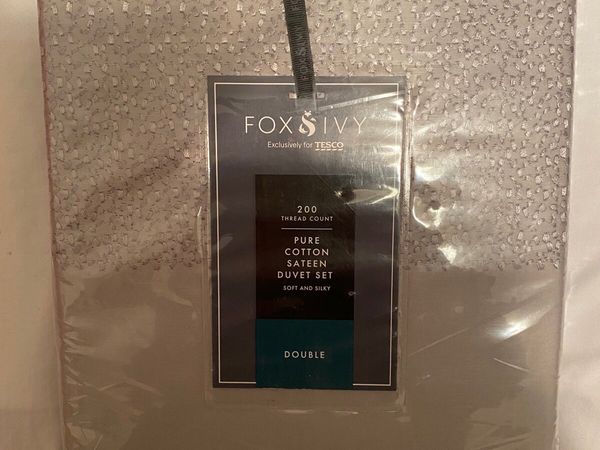 FOX & IVY
Exclusively for TESCO
200
THREAD COUNT
PURE
COTTON
SATEEN
DUVET SET
SOFT AND SILKY
DOUBLE